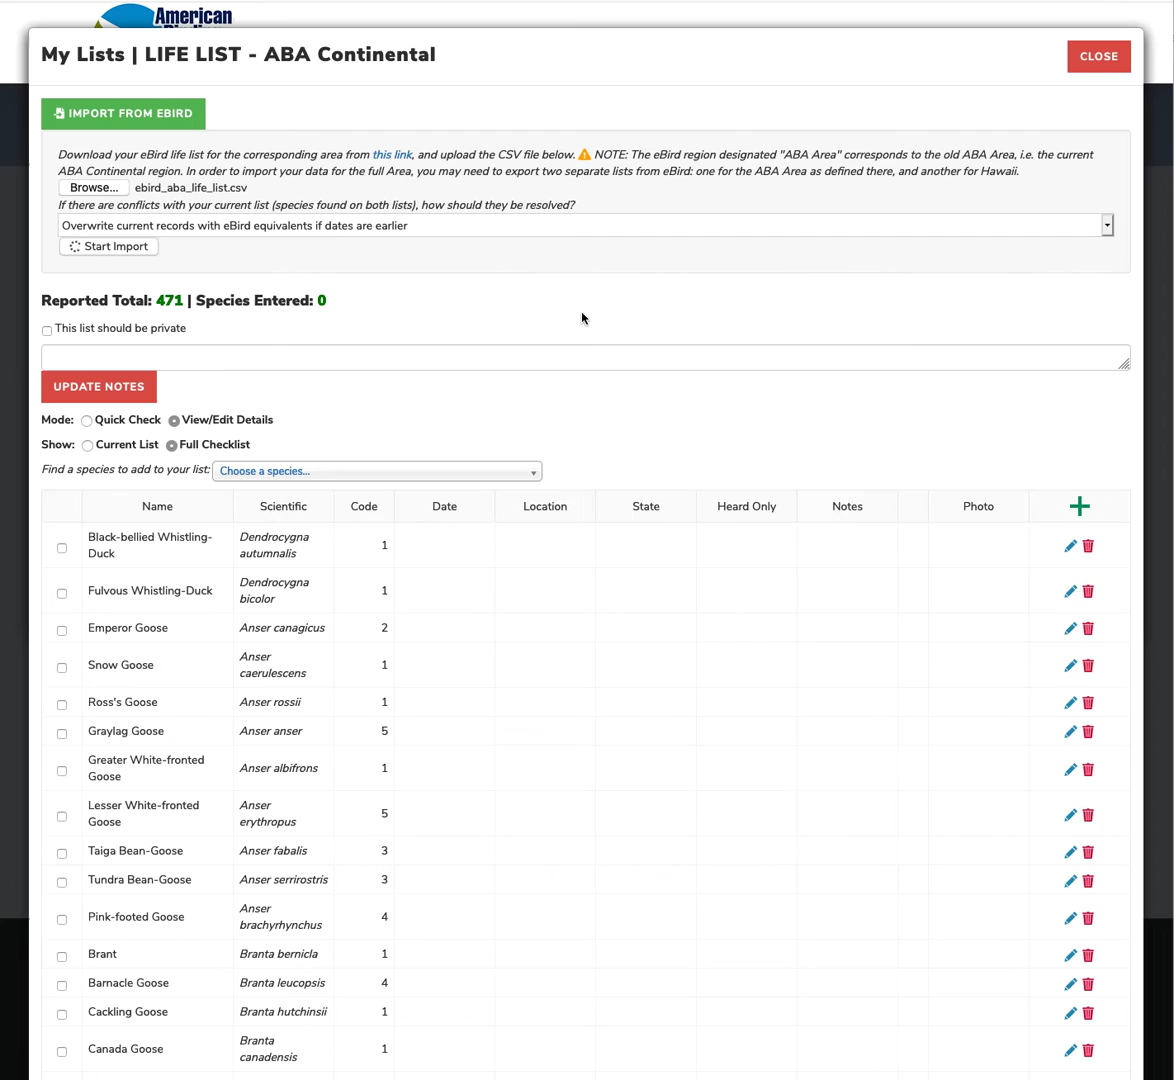 American
My Lists | LIFE LIST - ABA Continental
CLOSE
IMPORT FROM EBIRD
Download your eBird life list for the corresponding area from this link, and upload the CSV file below. NOTE: The eBird region designated "ABA Area" corresponds to the old ABA Area, i.e. the current
ABA Continental region. In order to import your data for the full Area, you may need to export two separate lists from eBird: one for the ABA Area as defined there, and another for Hawaii.
Browse... ebird_aba_life_list.csv
If there are conflicts with your current list (species found on both lists), how should they be resolved?
Overwrite current records with eBird equivalents if dates are earlier
Start Import
Reported Total: 471 | Species Entered: 0
This list should be private
UPDATE NOTES
Mode: Quick Check View/Edit Details
Show: Current List Full Checklist
Find a species to add to your list: Choose a species...
Name Scientific Code Date Location State Heard Only Notes Photo
Black-bellied Whistling-
Duck
Dendrocygna
autumnalis
1
Fulvous Whistling-Duck
Dendrocygna
bicolor
1
Emperor Goose Anser canagicus 2
Snow Goose
Anser
caerulescens
1
Ross's Goose Anser rossii 1
Graylag Goose Anser anser 5
Greater White-fronted
Goose
Anser albifrons 1
Lesser White-fronted
Goose
Anser
erythropus
5
Taiga Bean-Goose Anser fabalis 3
Tundra Bean-Goose Anser serrirostris 3
Pink-footed Goose
Anser
brachyrhynchus
4
Brant Branta bernicla 1
Barnacle Goose Branta leucopsis 4
Cackling Goose Branta hutchinsii 1
Canada Goose
Branta
canadensis
1